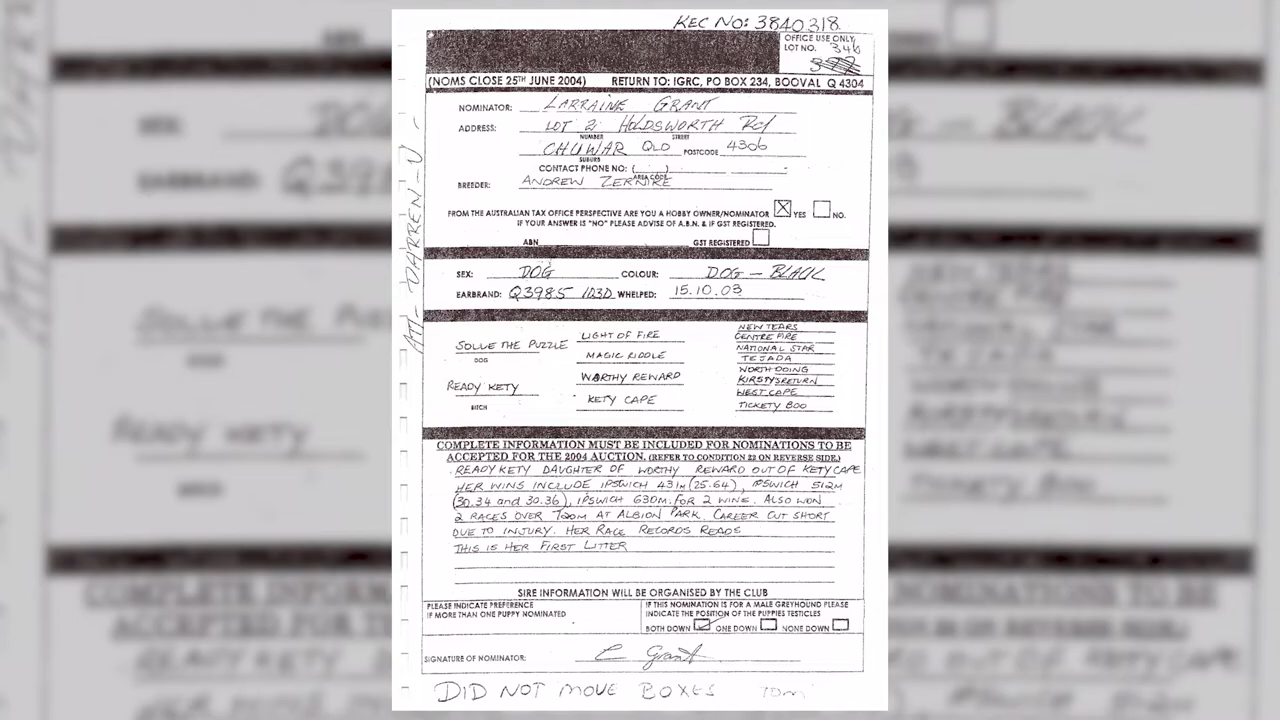 KEC NO: 3840318
OFFICE USE ONLY
LOT NO. 346
(NOMS CLOSE 25TH JUNE 2004) RETURN TO: IGRC, PO BOX 234, BOOVAL Q 4304
NOMINATOR: LARRAINE GRANT
ADDRESS: LOT 2 HOLDSWORTH Rd
NUMBER STREET
CHUWAR QLD POSTCODE 4306
SUBURB
CONTACT PHONE NO: ( )
AREA CODE
BREEDER: ANDREW ZERNIKE
FROM THE AUSTRALIAN TAX OFFICE PERSPECTIVE ARE YOU A HOBBY OWNER/NOMINATOR YES NO.
IF YOUR ANSWER IS "NO" PLEASE ADVISE OF A.B.N. & IF GST REGISTERED.
ABN GST REGISTERED
ATT - DARREN - U -
SEX: DOG COLOUR: DOG - BLACK
EARBRAND: Q3985 1D3D WHELPED: 15.10.03
SOLVE THE PUZZLE
DOG
READY KETY
BITCH
LIGHT OF FIRE
MAGIC RIDDLE
WORTHY REWARD
KETY CAPE
NEW TEARS
CENTRE FIRE
NATIONAL STAR
TEJADA
WORTH DOING
KIRSTYS RETURN
WEST CAPE
TICKETY BOO
COMPLETE INFORMATION MUST BE INCLUDED FOR NOMINATIONS TO BE
ACCEPTED FOR THE 2004 AUCTION. (REFER TO CONDITION 22 ON REVERSE SIDE.)
READY KETY DAUGHTER OF WORTHY REWARD OUT OF KETY CAPE
HER WINS INCLUDE IPSWICH 431M (25.64), IPSWICH 512M
(30.34 and 30.36), IPSWICH 630M. FOR 2 WINS. ALSO WON
2 RACES OVER 720M AT ALBION PARK. CAREER CUT SHORT
DUE TO INJURY. HER RACE RECORDS READS
THIS IS HER FIRST LITTER
SIRE INFORMATION WILL BE ORGANISED BY THE CLUB
PLEASE INDICATE PREFERENCE
IF MORE THAN ONE PUPPY NOMINATED
IF THIS NOMINATION IS FOR A MALE GREYHOUND PLEASE
INDICATE THE POSITION OF THE PUPPIES TESTICLES
BOTH DOWN ONE DOWN NONE DOWN
SIGNATURE OF NOMINATOR: L Grant
DID NOT MOVE BOXES